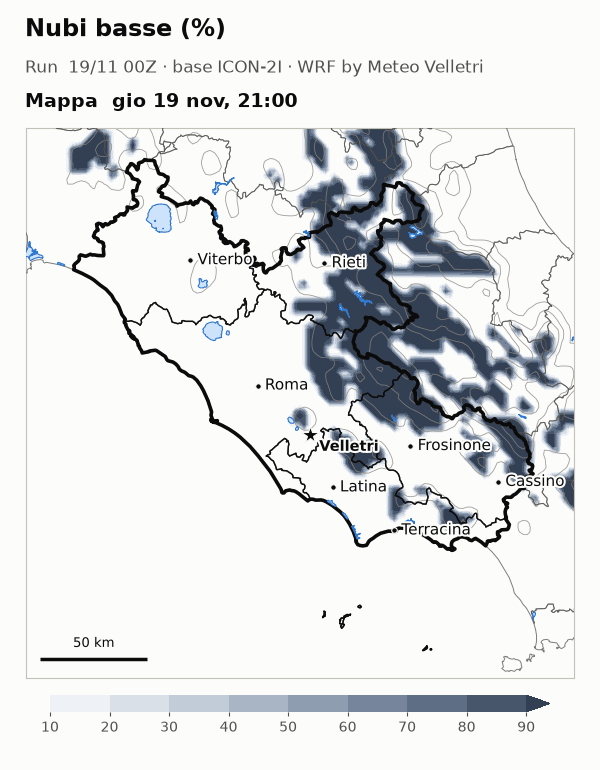 Nubi basse (%)
Run  19/11 00Z · base ICON-2I · WRF by Meteo Velletri
Mappa  gio 19 nov, 21:00
Viterbo
Rieti
Roma
Velletri
Frosinone
Latina
Cassino
Terracina
50 km
10 20 30 40 50 60 70 80 90